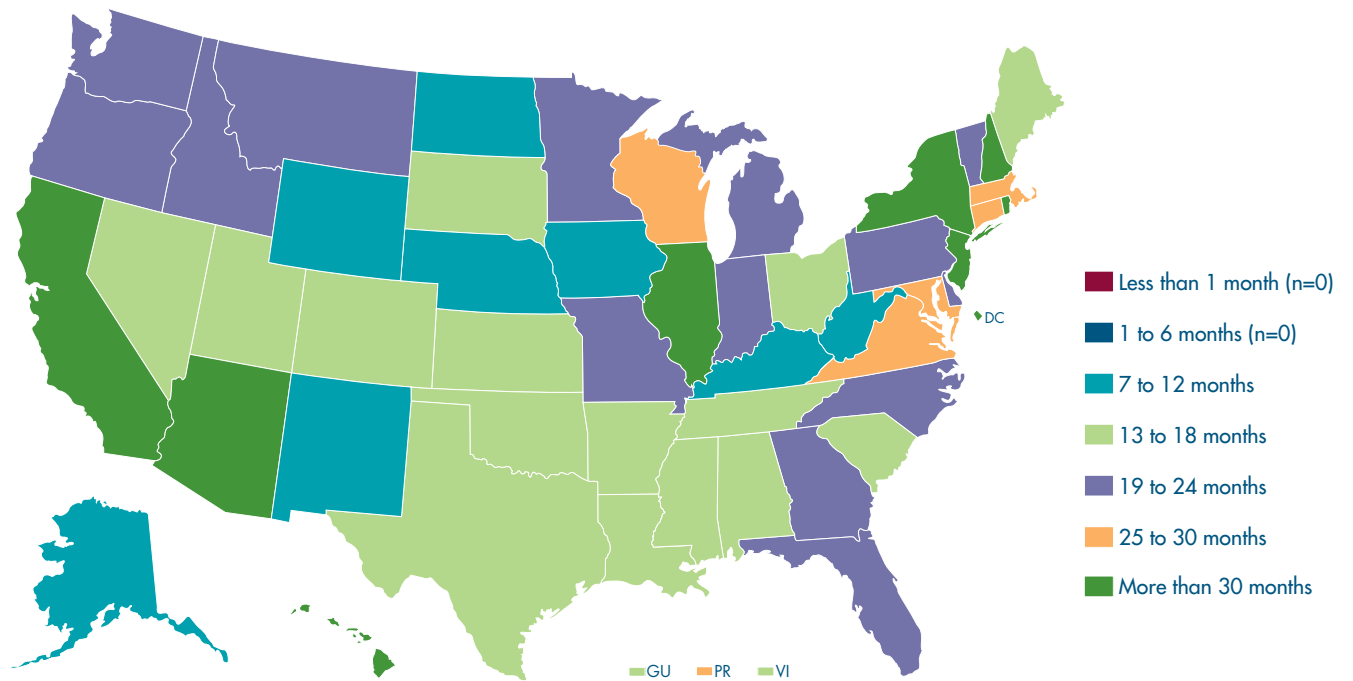 Less than 1 month (n=0)
DC
1 to 6 months (n=0)
7 to 12 months
13 to 18 months
19 to 24 months
25 to 30 months
More than 30 months
GU PR VI